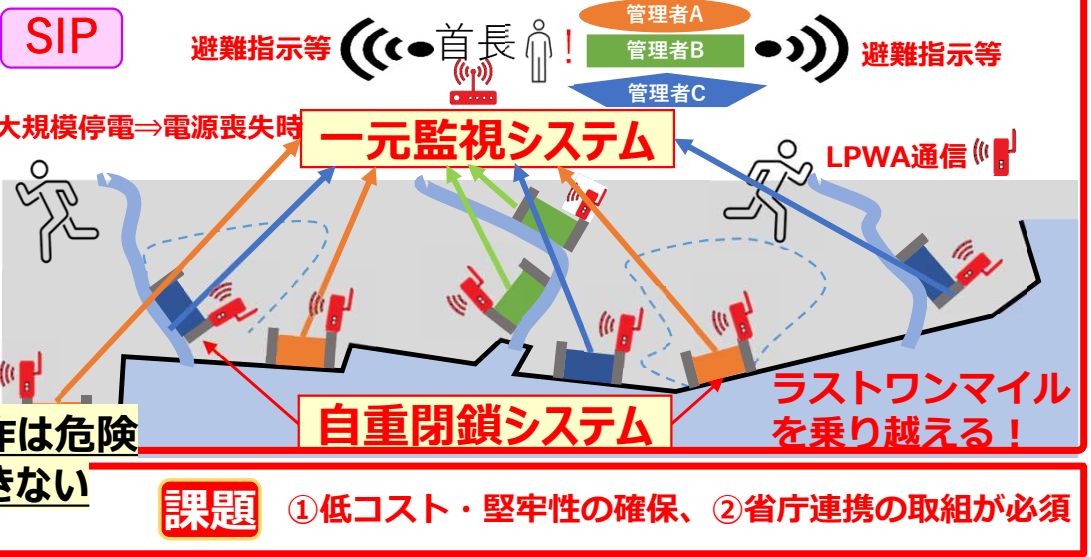 SIP
避難指示等
首長
！
管理者A
管理者B
管理者C
避難指示等
大規模停電⇒電源喪失時
一元監視システム
LPWA通信
自重閉鎖システム
ラストワンマイル
を乗り越える！
作は危険
きない
課題
①低コスト・堅牢性の確保、②省庁連携の取組が必須